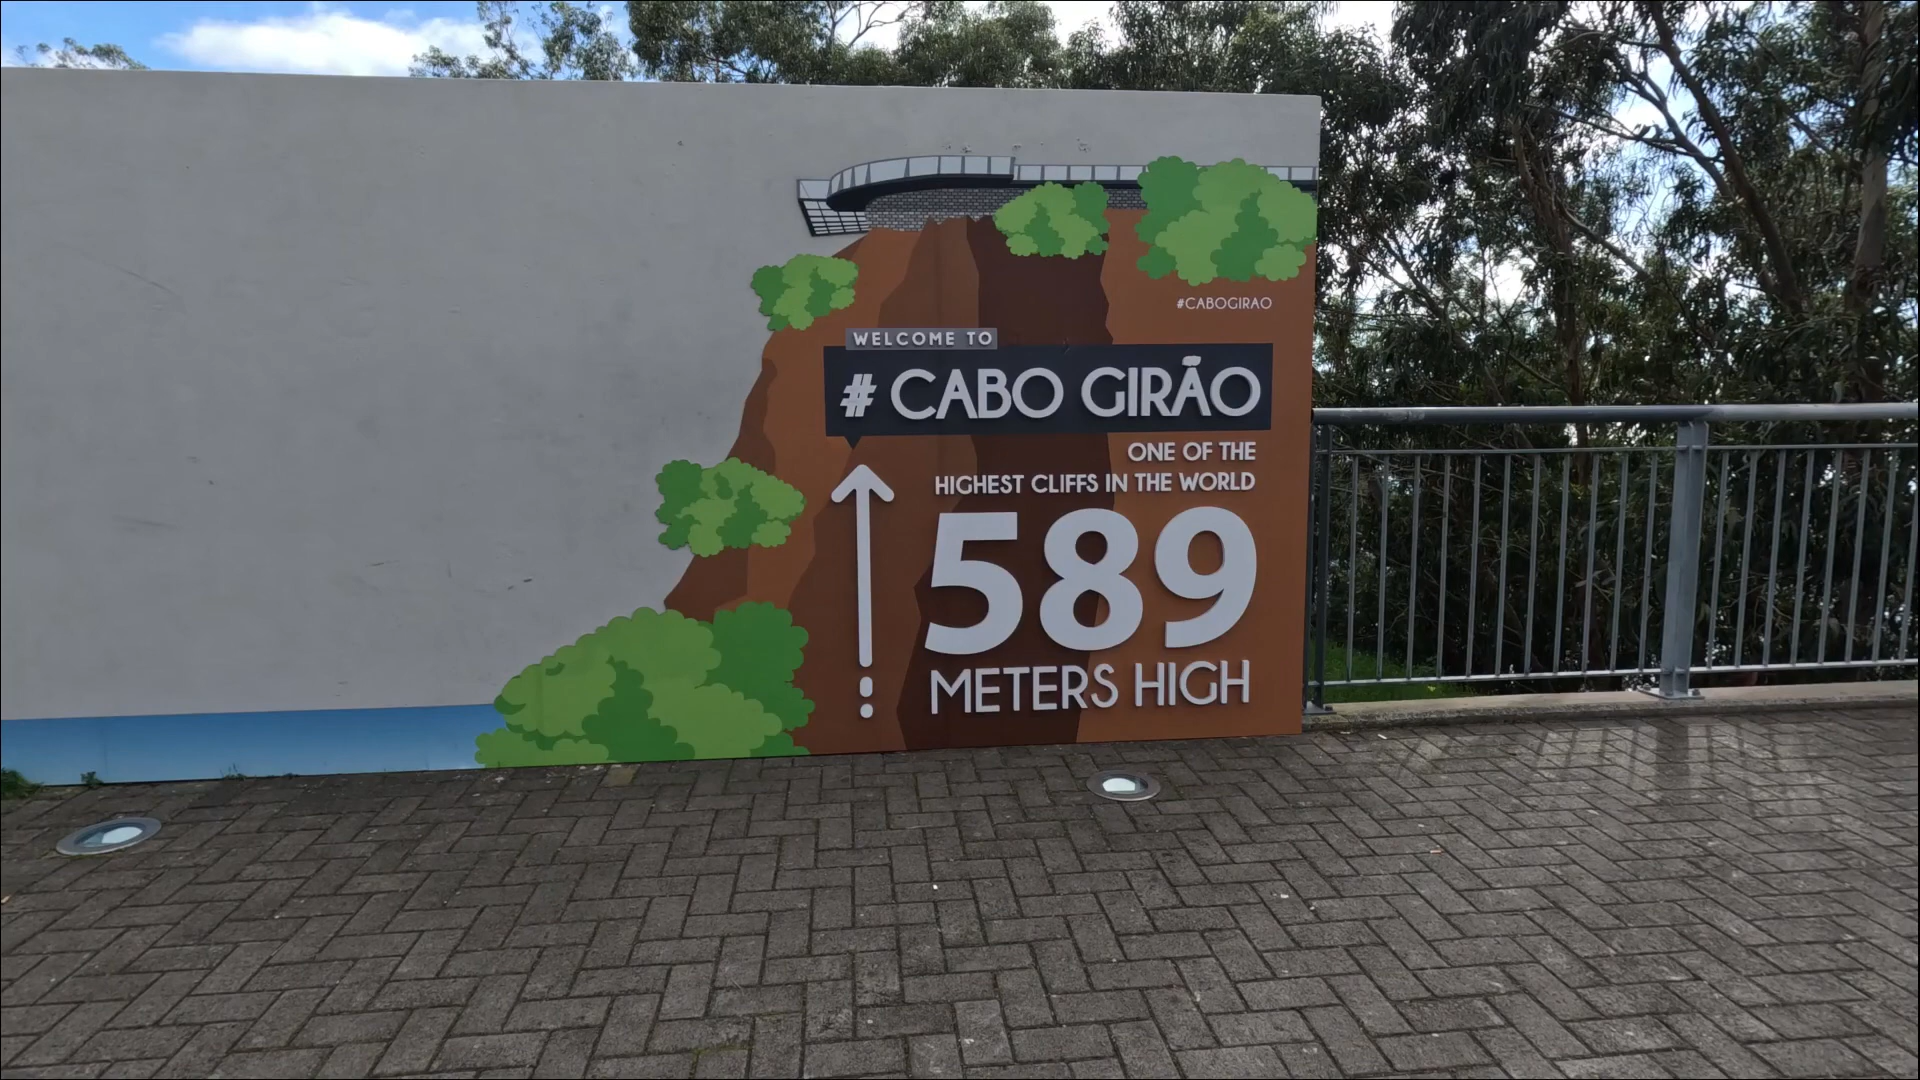 #CABOGIRAO
WELCOME TO
# CABO GIRÃO
ONE OF THE
HIGHEST CLIFFS IN THE WORLD
589
METERS HIGH